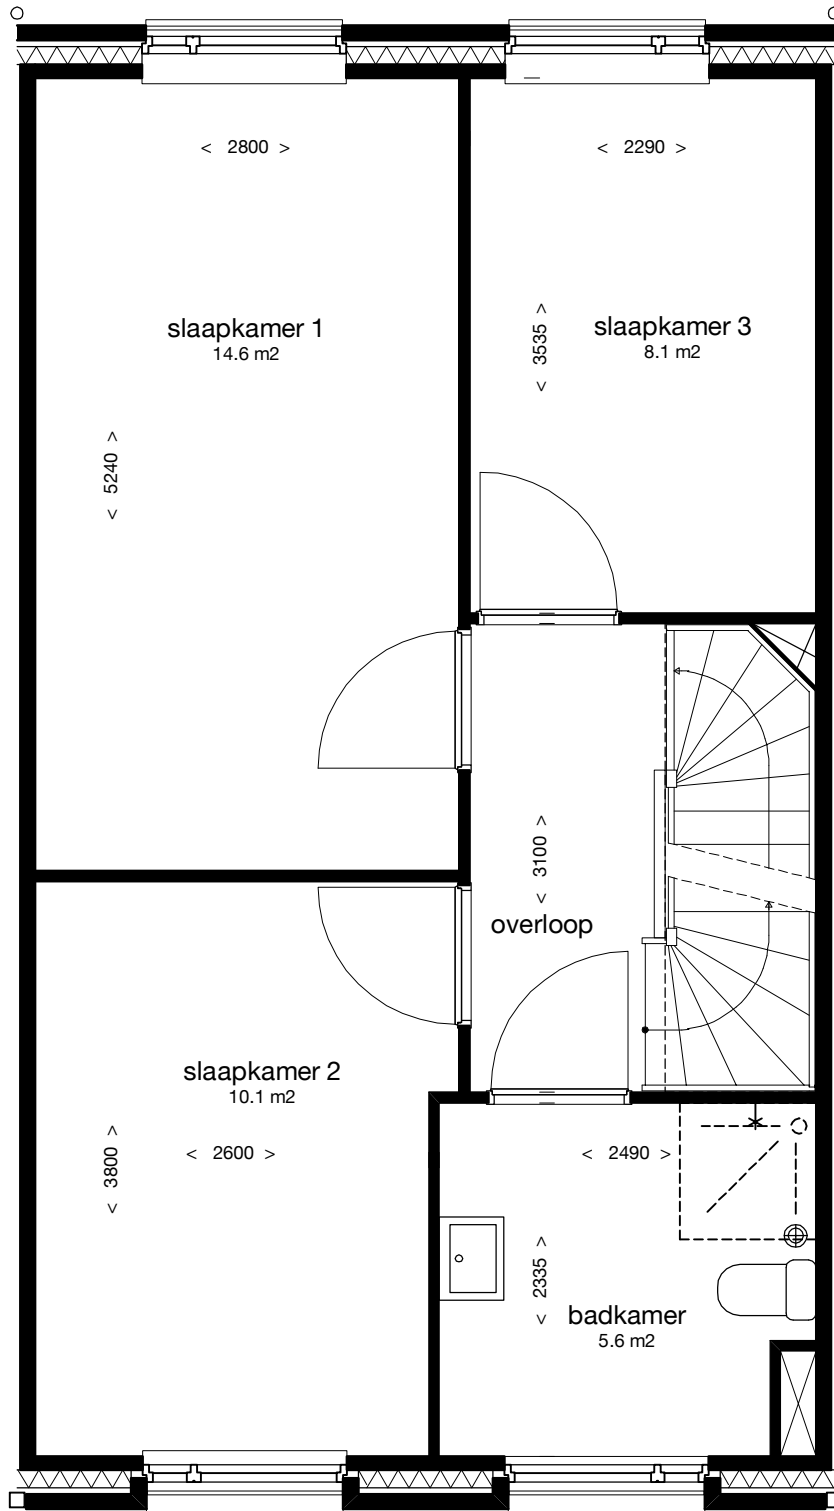 < 2800 >
< 2290 >
slaapkamer 1
14.6 m2
< 3535 >
slaapkamer 3
8.1 m2
< 5240 >
< 3100 >
overloop
slaapkamer 2
10.1 m2
< 3800 >
< 2600 >
< 2490 >
< 2335 >
badkamer
5.6 m2